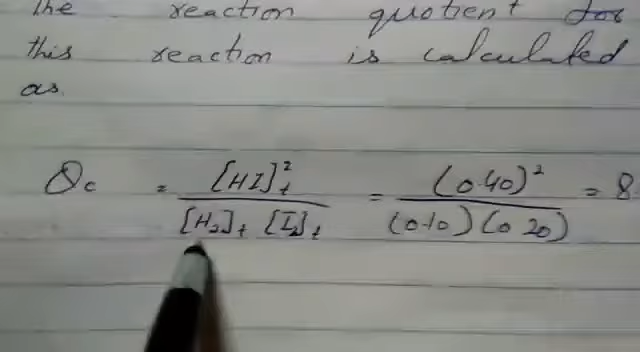 the reaction quotient for
this reaction is calculated
as.
Qc = [HI]²t / [H₂]t [I₂]t = (0.40)² / (0.10)(0.20) = 8